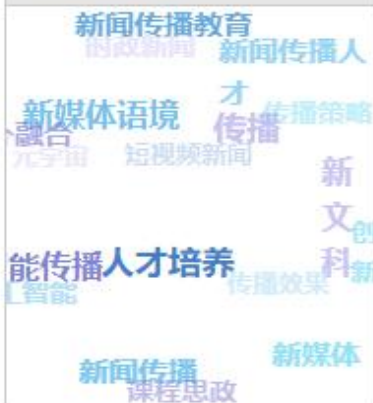 新闻传播教育
时政新闻
新闻传播人
才
新媒体语境
传播策略
传播
融合
元宇宙
短视频新闻
新
文
科
创
新
能传播
人才培养
传播效果
工智能
新媒体
新闻传播
课程思政